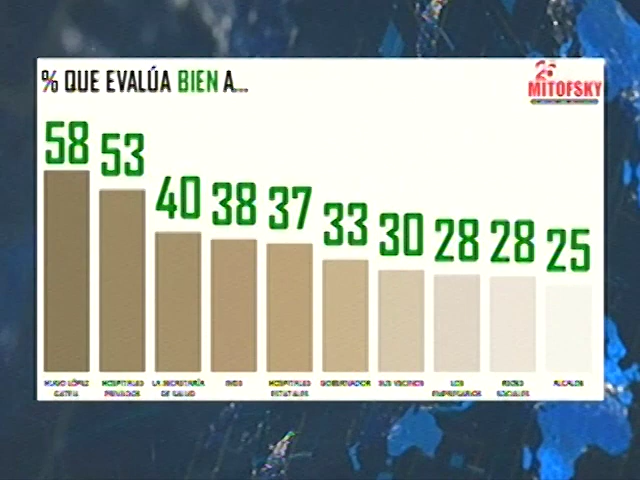 % QUE EVALÚA BIEN A...
MITOFSKY
58
53
40
38
37
33
30
28
28
25
HUGO LÓPEZ
GATELL
HOSPITALES
PRIVADOS
LA SECRETARÍA
DE SALUD
HOSPITALES
ESTATALES
GOBERNADOR
SUS VECINOS
LOS
EMPRESARIOS
REDES
SOCIALES
ALCALDE